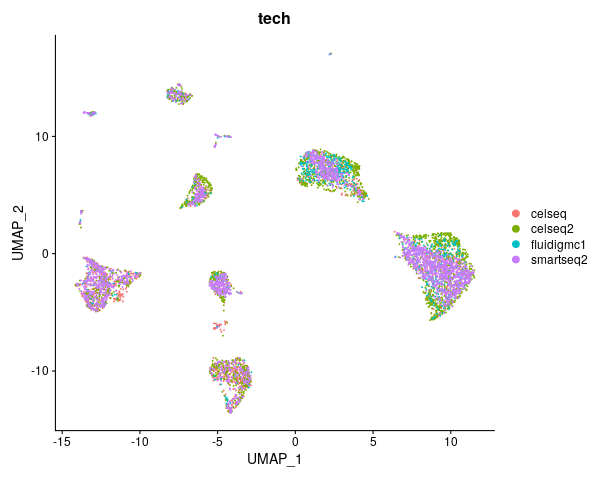 tech
10
0
-10
UMAP_2
-15
-10
-5
0
5
10
UMAP_1
celseq
celseq2
fluidigmc1
smartseq2